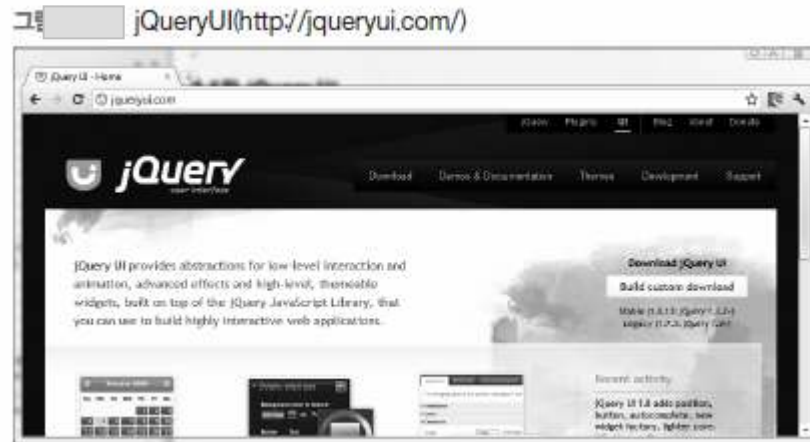 그림 jQueryUI(http://jqueryui.com/)
jQuery UI - Home
jqueryui.com
jQuery Plugins UI Blog About Donate
jQuery
user interface
Download Demos & Documentation Themes Development Support
jQuery UI provides abstractions for low-level interaction and
animation, advanced effects and high-level, themeable
widgets, built on top of the jQuery JavaScript Library, that
you can use to build highly interactive web applications.
Download jQuery UI
Build custom download
Recent activity
jQuery UI 1.8 adds position,
button, autocomplete, new
widget factory, lighter core